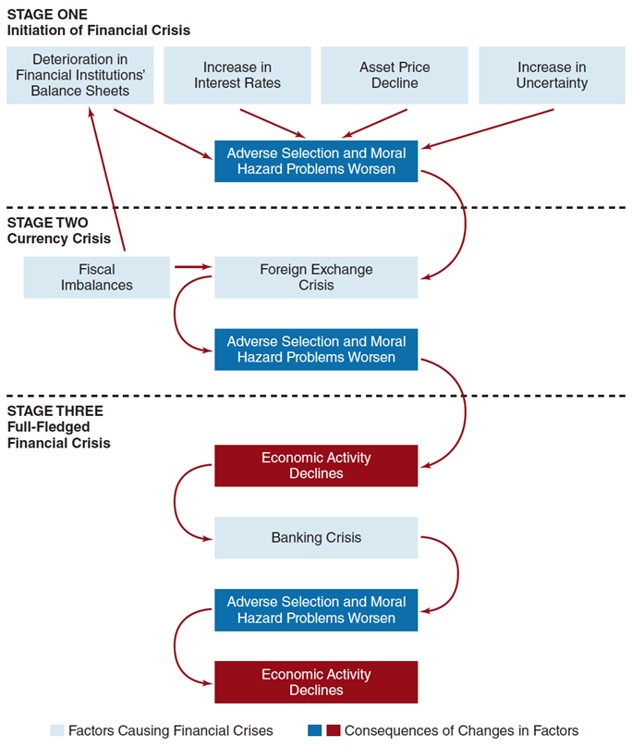 STAGE ONE
Initiation of Financial Crisis
Deterioration in
Financial Institutions'
Balance Sheets
Increase in
Interest Rates
Asset Price
Decline
Increase in
Uncertainty
Adverse Selection and Moral
Hazard Problems Worsen
STAGE TWO
Currency Crisis
Fiscal
Imbalances
Foreign Exchange
Crisis
Adverse Selection and Moral
Hazard Problems Worsen
STAGE THREE
Full-Fledged
Financial Crisis
Economic Activity
Declines
Banking Crisis
Adverse Selection and Moral
Hazard Problems Worsen
Economic Activity
Declines
Factors Causing Financial Crises
Consequences of Changes in Factors